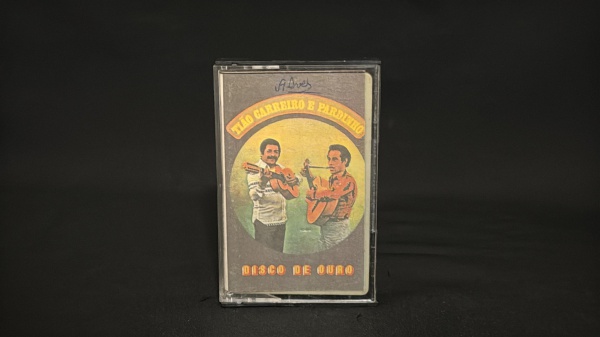 Alves
TIÃO CARREIRO E PARDINHO
DISCO DE OURO